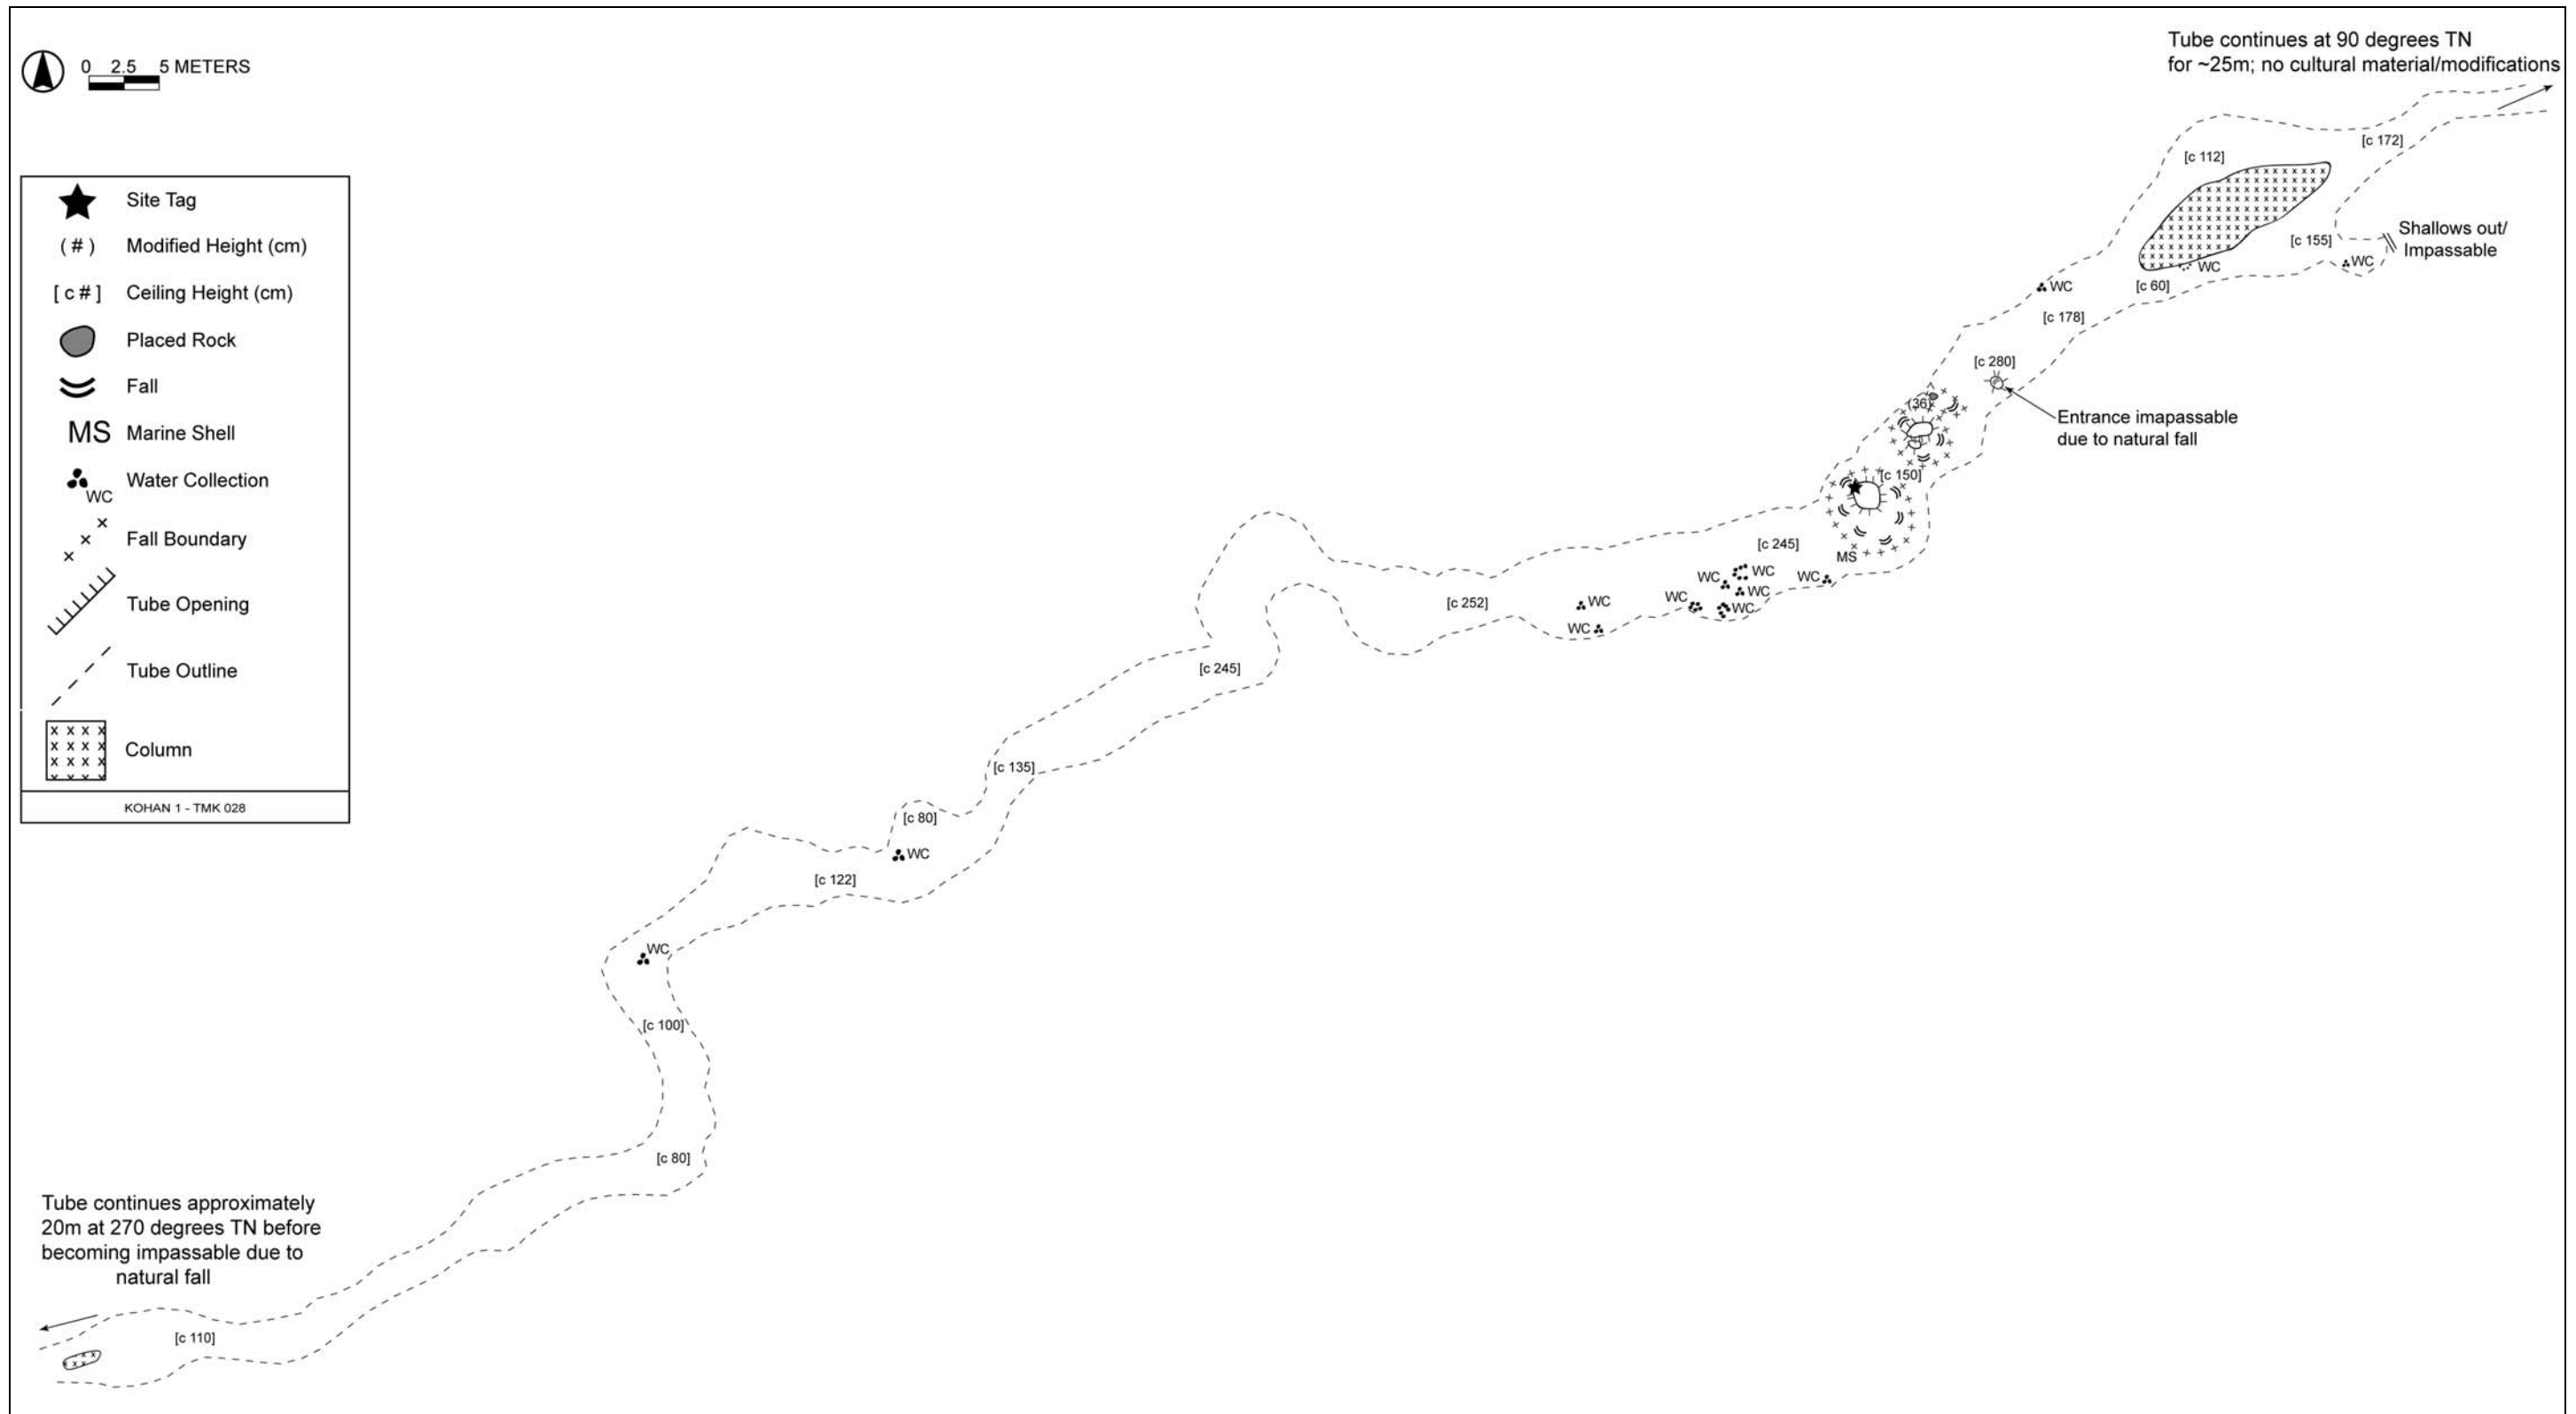 0 2.5 5 METERS
Tube continues at 90 degrees TN
for ~25m; no cultural material/modifications
Site Tag
(#) Modified Height (cm)
[ c # ] Ceiling Height (cm)
Placed Rock
Fall
MS Marine Shell
WC Water Collection
Fall Boundary
Tube Opening
Tube Outline
Column
KOHAN 1 - TMK 028
[c 172]
[c 112]
Shallows out/
Impassable
[c 155]
WC
WC
[c 60]
WC
[c 178]
[c 280]
(36)
Entrance imapassable
due to natural fall
[c 150]
[c 245]
MS
WC
WC
WC
WC
WC
WC
[c 252]
WC
WC
[c 245]
[c 135]
[c 80]
WC
[c 122]
WC
[c 100]
[c 80]
Tube continues approximately
20m at 270 degrees TN before
becoming impassable due to
natural fall
[c 110]